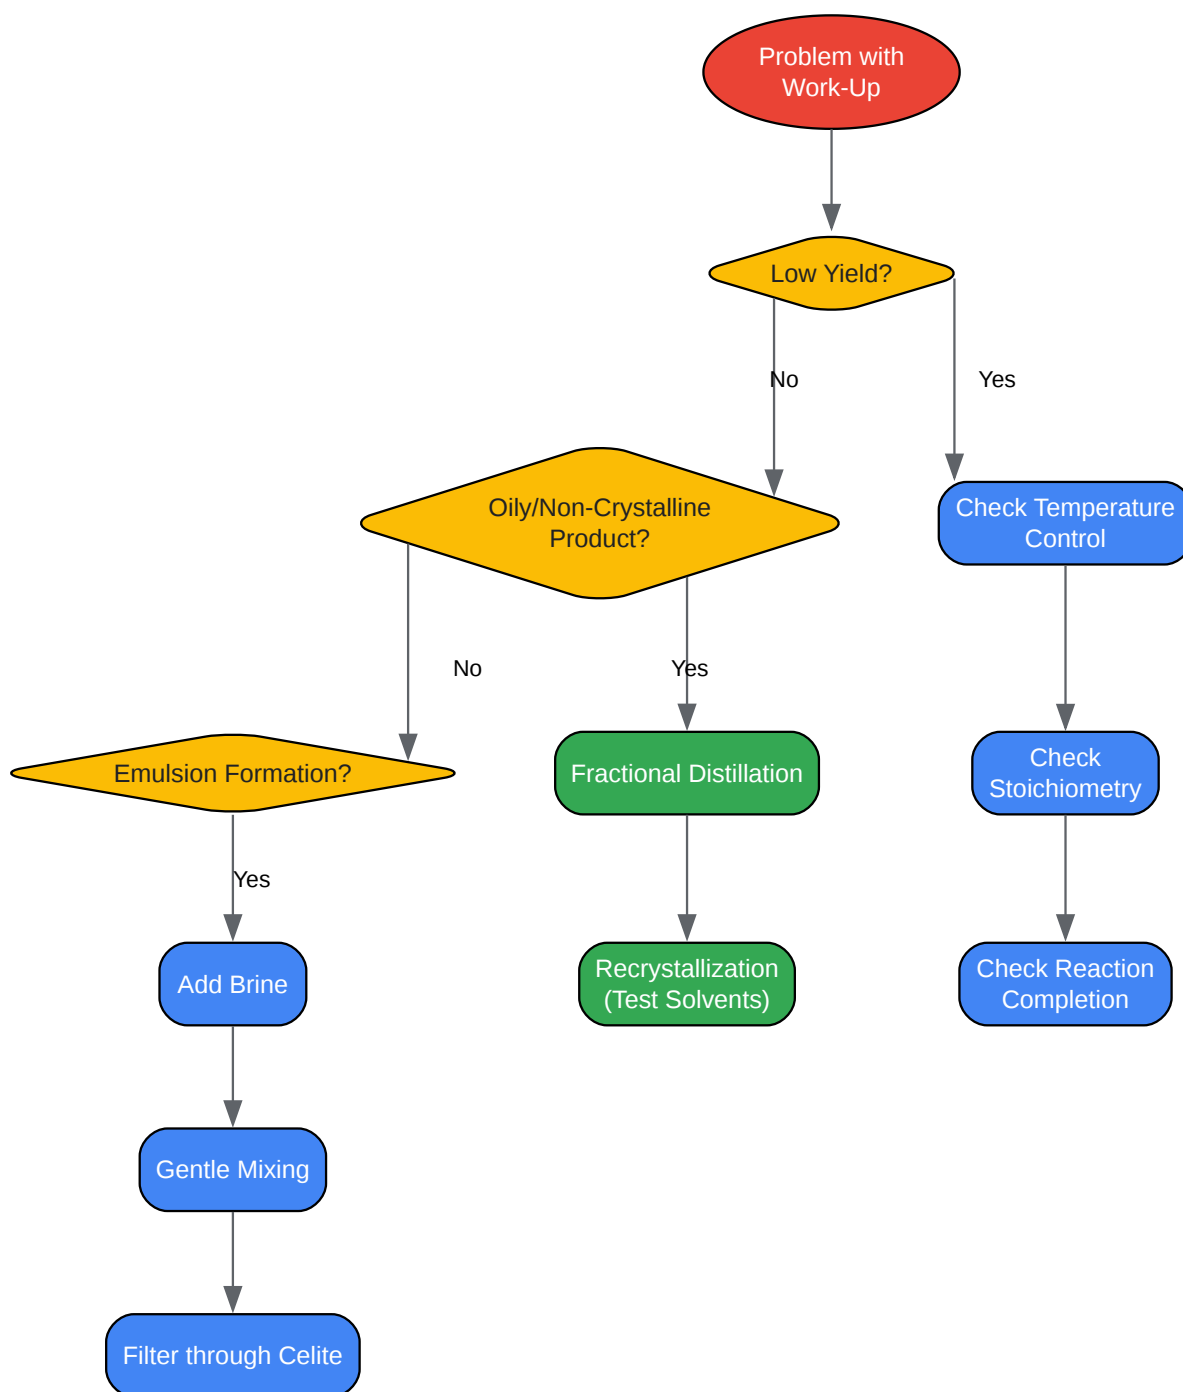 Problem with
Work-Up
Low Yield?
No
Yes
Oily/Non-Crystalline
Product?
Check Temperature
Control
No
Yes
Emulsion Formation?
Fractional Distillation
Check
Stoichiometry
Yes
Add Brine
Recrystallization
(Test Solvents)
Check Reaction
Completion
Gentle Mixing
Filter through Celite